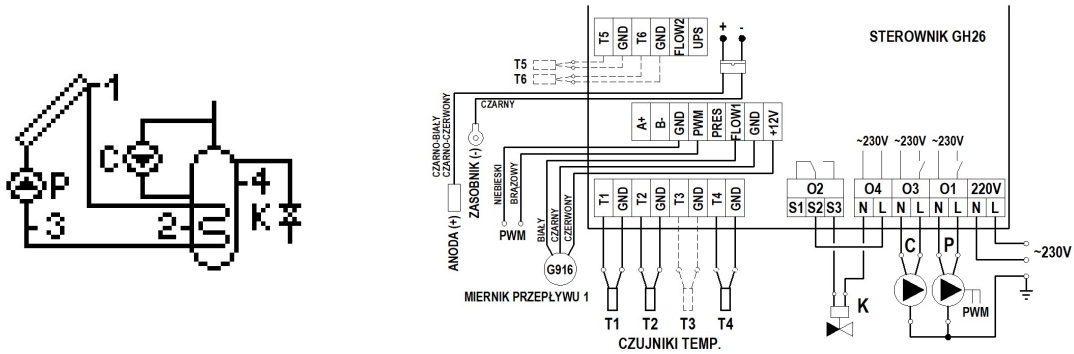 1
C
P
3
2
4
K
STEROWNIK GH26
+ -
T5 GND T6 GND FLOW2 UPS
T5
T6
CZARNO-BIAŁY
CZARNO-CZERWONY
CZARNY
ANODA (+)
ZASOBNIK (-)
A+ B- GND PWM PRES FLOW1 GND +12V
NIEBIESKI
BRĄZOWY
PWM
BIAŁY
CZARNY
CZERWONY
G916
MIERNIK PRZEPŁYWU 1
T1 GND T2 GND T3 GND T4 GND
T1 T2 T3 T4
CZUJNIKI TEMP.
~230V ~230V ~230V
O2 O4 O3 O1 220V
S1 S2 S3 N L N L N L N L
C P
~230V
K
PWM